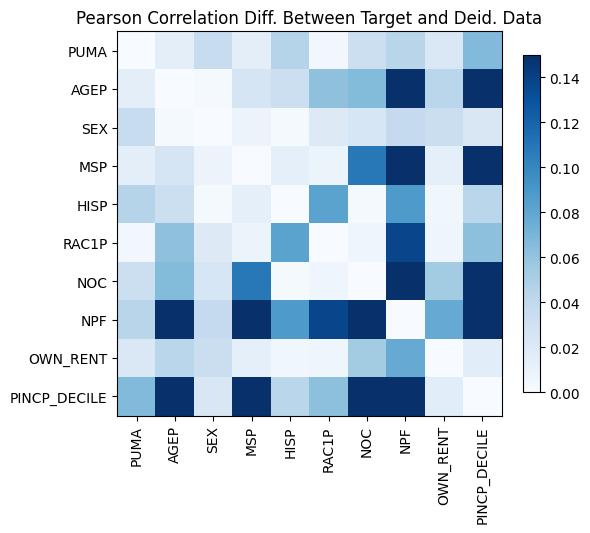 Pearson Correlation Diff. Between Target and Deid. Data
PUMA
AGEP
SEX
MSP
HISP
RAC1P
NOC
NPF
OWN_RENT
PINCP_DECILE
PUMA
AGEP
SEX
MSP
HISP
RAC1P
NOC
NPF
OWN_RENT
PINCP_DECILE
0.14
0.12
0.10
0.08
0.06
0.04
0.02
0.00